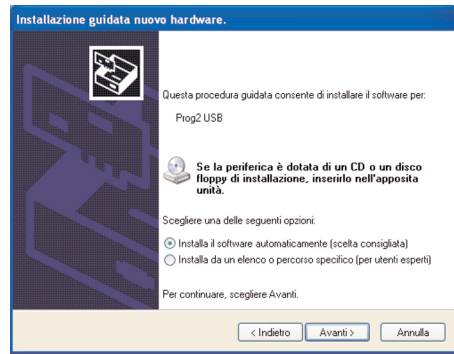 Installazione guidata nuovo hardware.
Questa procedura guidata consente di installare il software per:
Prog2 USB
Se la periferica è dotata di un CD o un disco
floppy di installazione, inserirlo nell'apposita
unità.
Scegliere una delle seguenti opzioni:
Installa il software automaticamente (scelta consigliata)
Installa da un elenco o percorso specifico (per utenti esperti)
Per continuare, scegliere Avanti.
< Indietro Avanti > Annulla